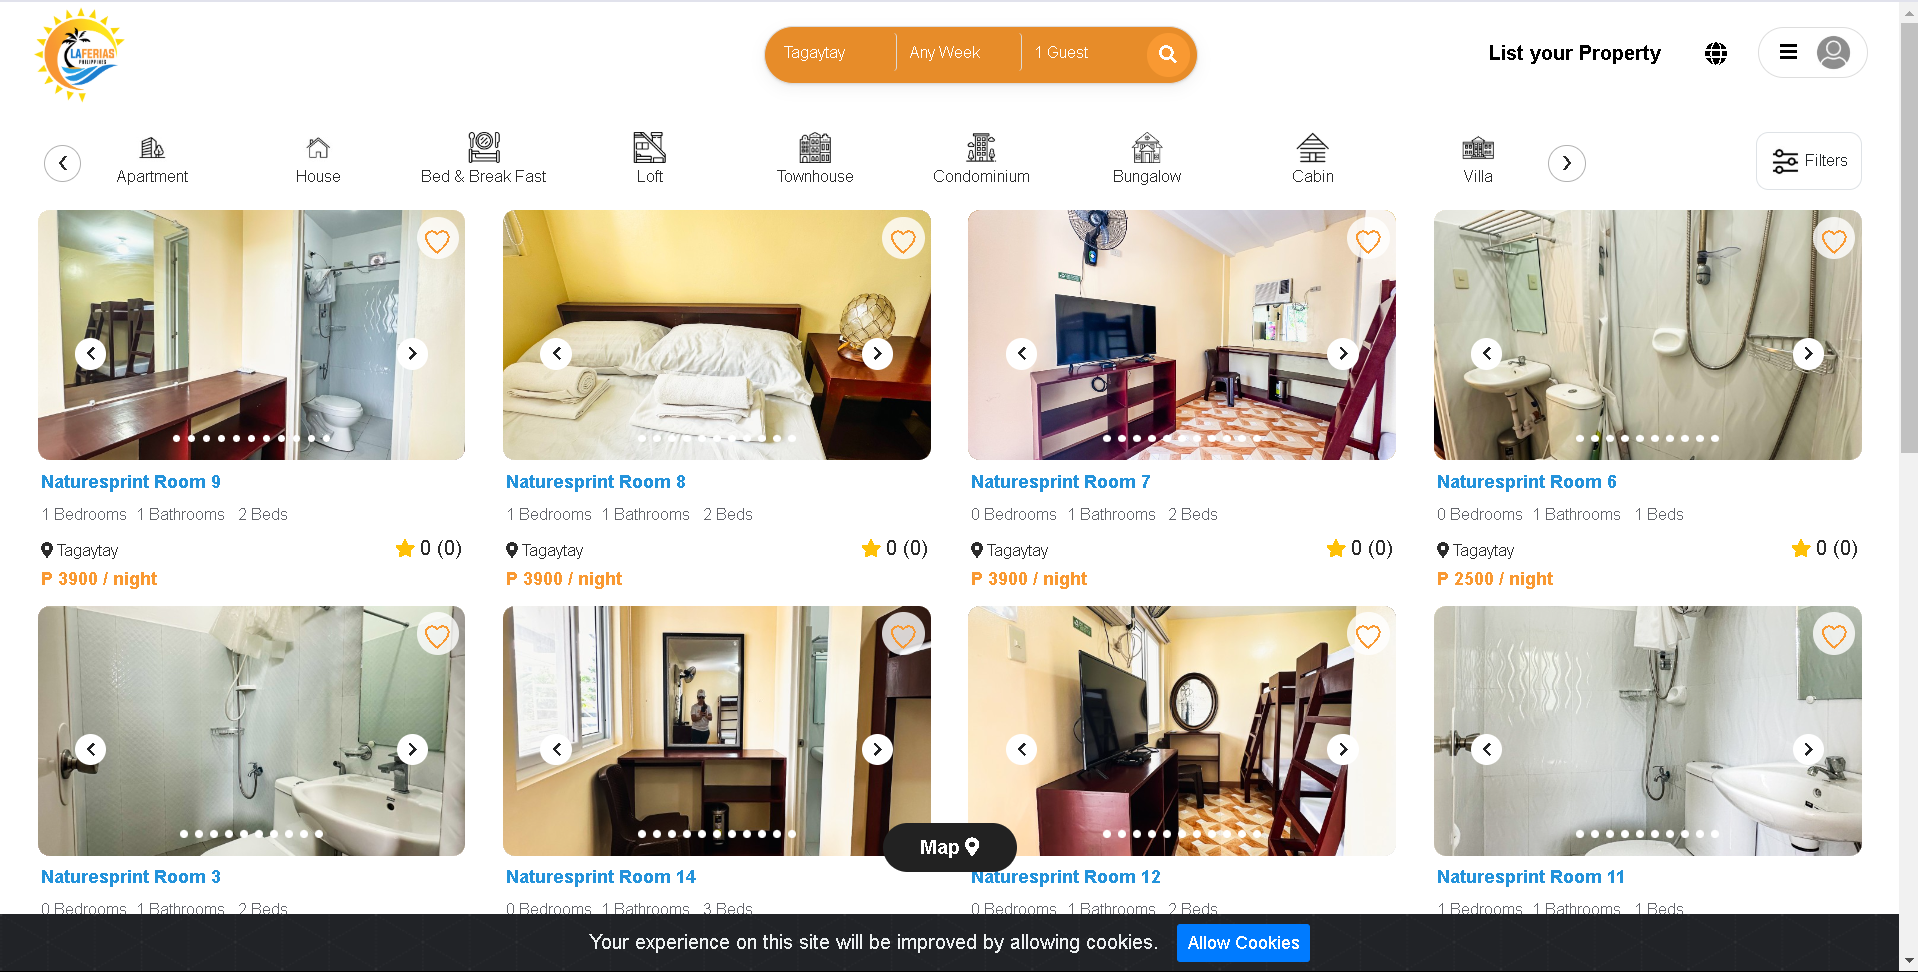 LAFERIAS
PHILIPPINES
Tagaytay
Any Week
1 Guest
List your Property
Apartment
House
Bed & Break Fast
Loft
Townhouse
Condominium
Bungalow
Cabin
Villa
Filters
Naturesprint Room 9
1 Bedrooms 1 Bathrooms 2 Beds
Tagaytay 0 (0)
P 3900 / night
Naturesprint Room 8
1 Bedrooms 1 Bathrooms 2 Beds
Tagaytay 0 (0)
P 3900 / night
Naturesprint Room 7
0 Bedrooms 1 Bathrooms 2 Beds
Tagaytay 0 (0)
P 3900 / night
Naturesprint Room 6
0 Bedrooms 1 Bathrooms 1 Beds
Tagaytay 0 (0)
P 2500 / night
Map
Naturesprint Room 3
0 Bedrooms 1 Bathrooms 2 Beds
Naturesprint Room 14
0 Bedrooms 1 Bathrooms 3 Beds
Naturesprint Room 12
0 Bedrooms 1 Bathrooms 2 Beds
Naturesprint Room 11
1 Bedrooms 1 Bathrooms 1 Beds
Your experience on this site will be improved by allowing cookies.
Allow Cookies